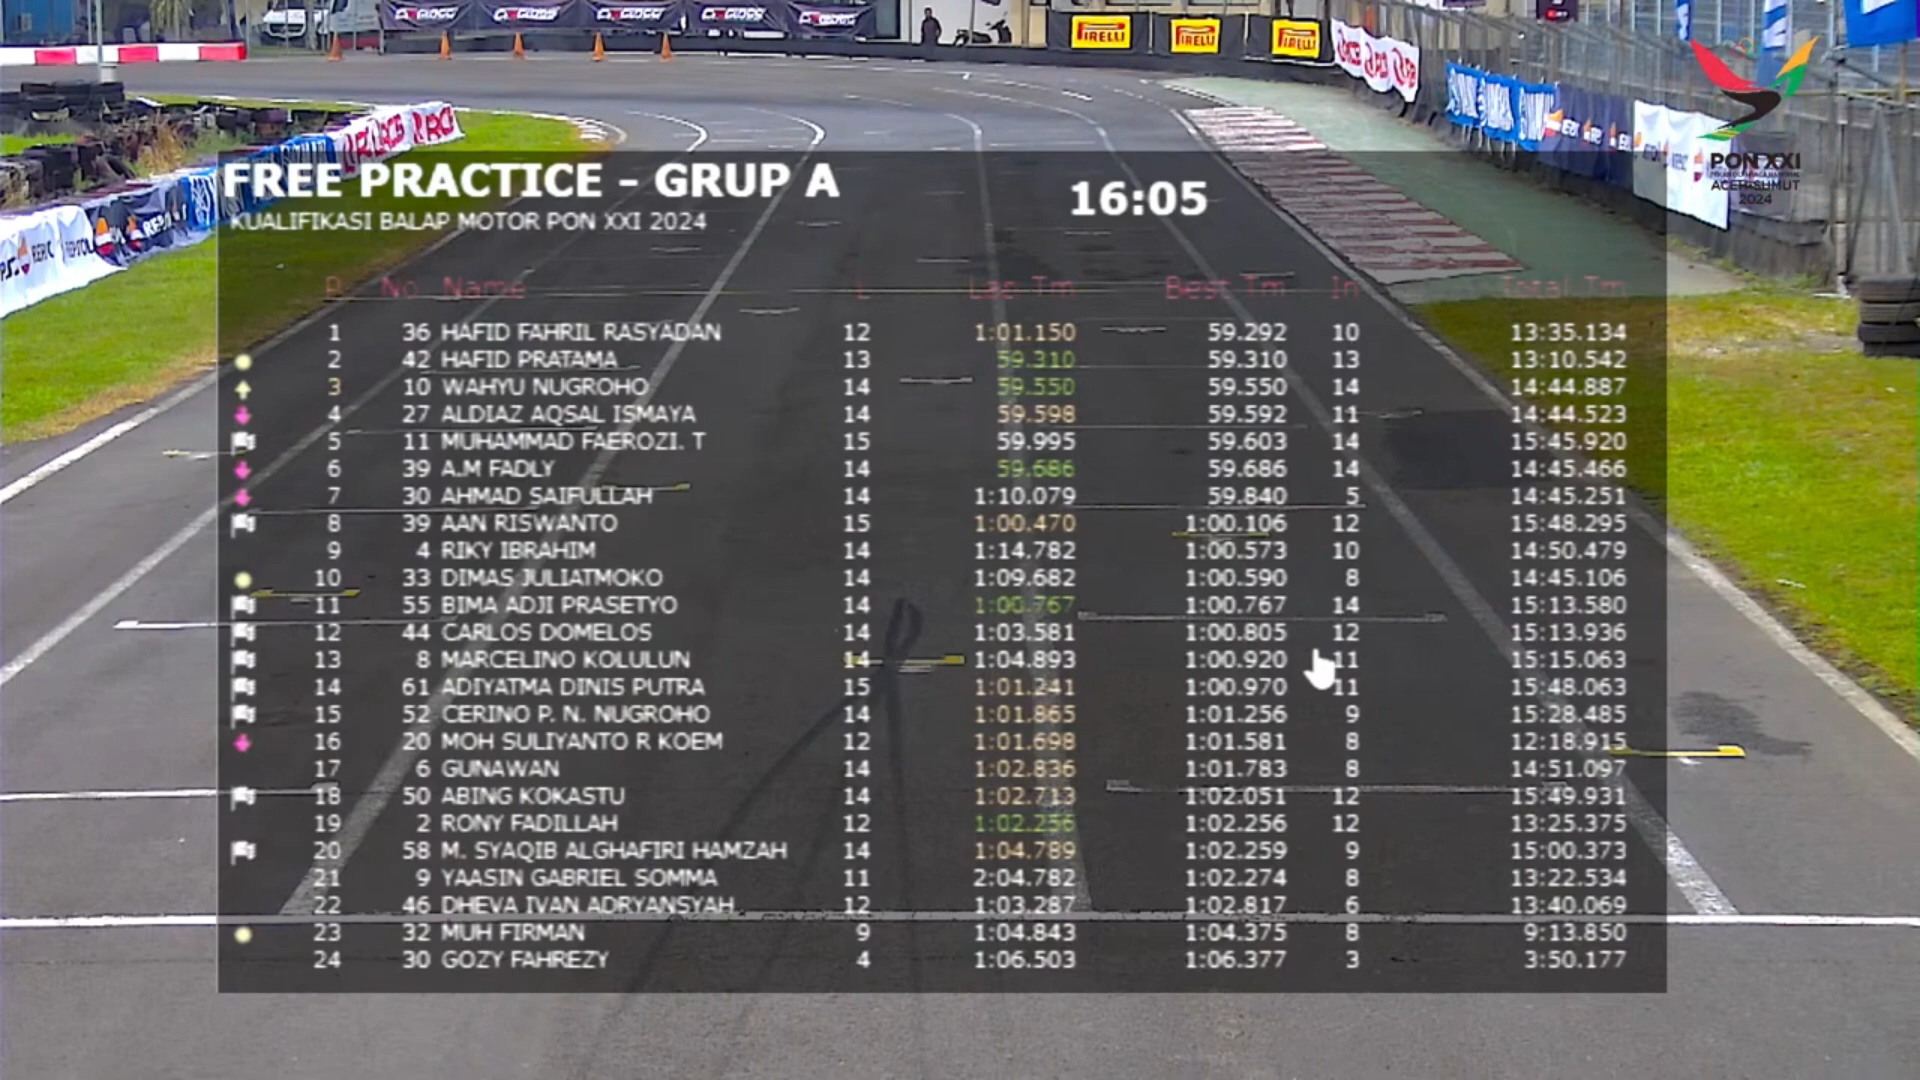 PIRELLI
PIRELLI
PIRELLI
PON XXI
ACEH-SUMUT
2024
FREE PRACTICE - GRUP A 16:05
KUALIFIKASI BALAP MOTOR PON XXI 2024
P No Name L Las Tm Best Tm In Total Tm
1 36 HAFID FAHRIL RASYADAN 12 1:01.150 59.292 10 13:35.134
2 42 HAFID PRATAMA 13 59.310 59.310 13 13:10.542
3 10 WAHYU NUGROHO 14 59.550 59.550 14 14:44.887
4 27 ALDIAZ AQSAL ISMAYA 14 59.598 59.592 11 14:44.523
5 11 MUHAMMAD FAEROZI. T 15 59.995 59.603 14 15:45.920
6 39 A.M FADLY 14 59.686 59.686 14 14:45.466
7 30 AHMAD SAIFULLAH 14 1:10.079 59.840 5 14:45.251
8 39 AAN RISWANTO 15 1:00.470 1:00.106 12 15:48.295
9 4 RIKY IBRAHIM 14 1:14.782 1:00.573 10 14:50.479
10 33 DIMAS JULIATMOKO 14 1:09.682 1:00.590 8 14:45.106
11 55 BIMA ADJI PRASETYO 14 1:00.767 1:00.767 14 15:13.580
12 44 CARLOS DOMELOS 14 1:03.581 1:00.805 12 15:13.936
13 8 MARCELINO KOLULUN 14 1:04.893 1:00.920 11 15:15.063
14 61 ADIYATMA DINIS PUTRA 15 1:01.241 1:00.970 11 15:48.063
15 52 CERINO P. N. NUGROHO 14 1:01.865 1:01.256 9 15:28.485
16 20 MOH SULIYANTO R KOEM 12 1:01.698 1:01.581 8 12:18.915
17 6 GUNAWAN 14 1:02.836 1:01.783 8 14:51.097
18 50 ABING KOKASTU 14 1:02.713 1:02.051 12 15:49.931
19 2 RONY FADILLAH 12 1:02.256 1:02.256 12 13:25.375
20 58 M. SYAQIB ALGHAFIRI HAMZAH 14 1:04.789 1:02.259 9 15:00.373
21 9 YAASIN GABRIEL SOMMA 11 2:04.782 1:02.274 8 13:22.534
22 46 DHEVA IVAN ADRYANSYAH 12 1:03.287 1:02.817 6 13:40.069
23 32 MUH FIRMAN 9 1:04.843 1:04.375 8 9:13.850
24 30 GOZY FAHREZY 4 1:06.503 1:06.377 3 3:50.177